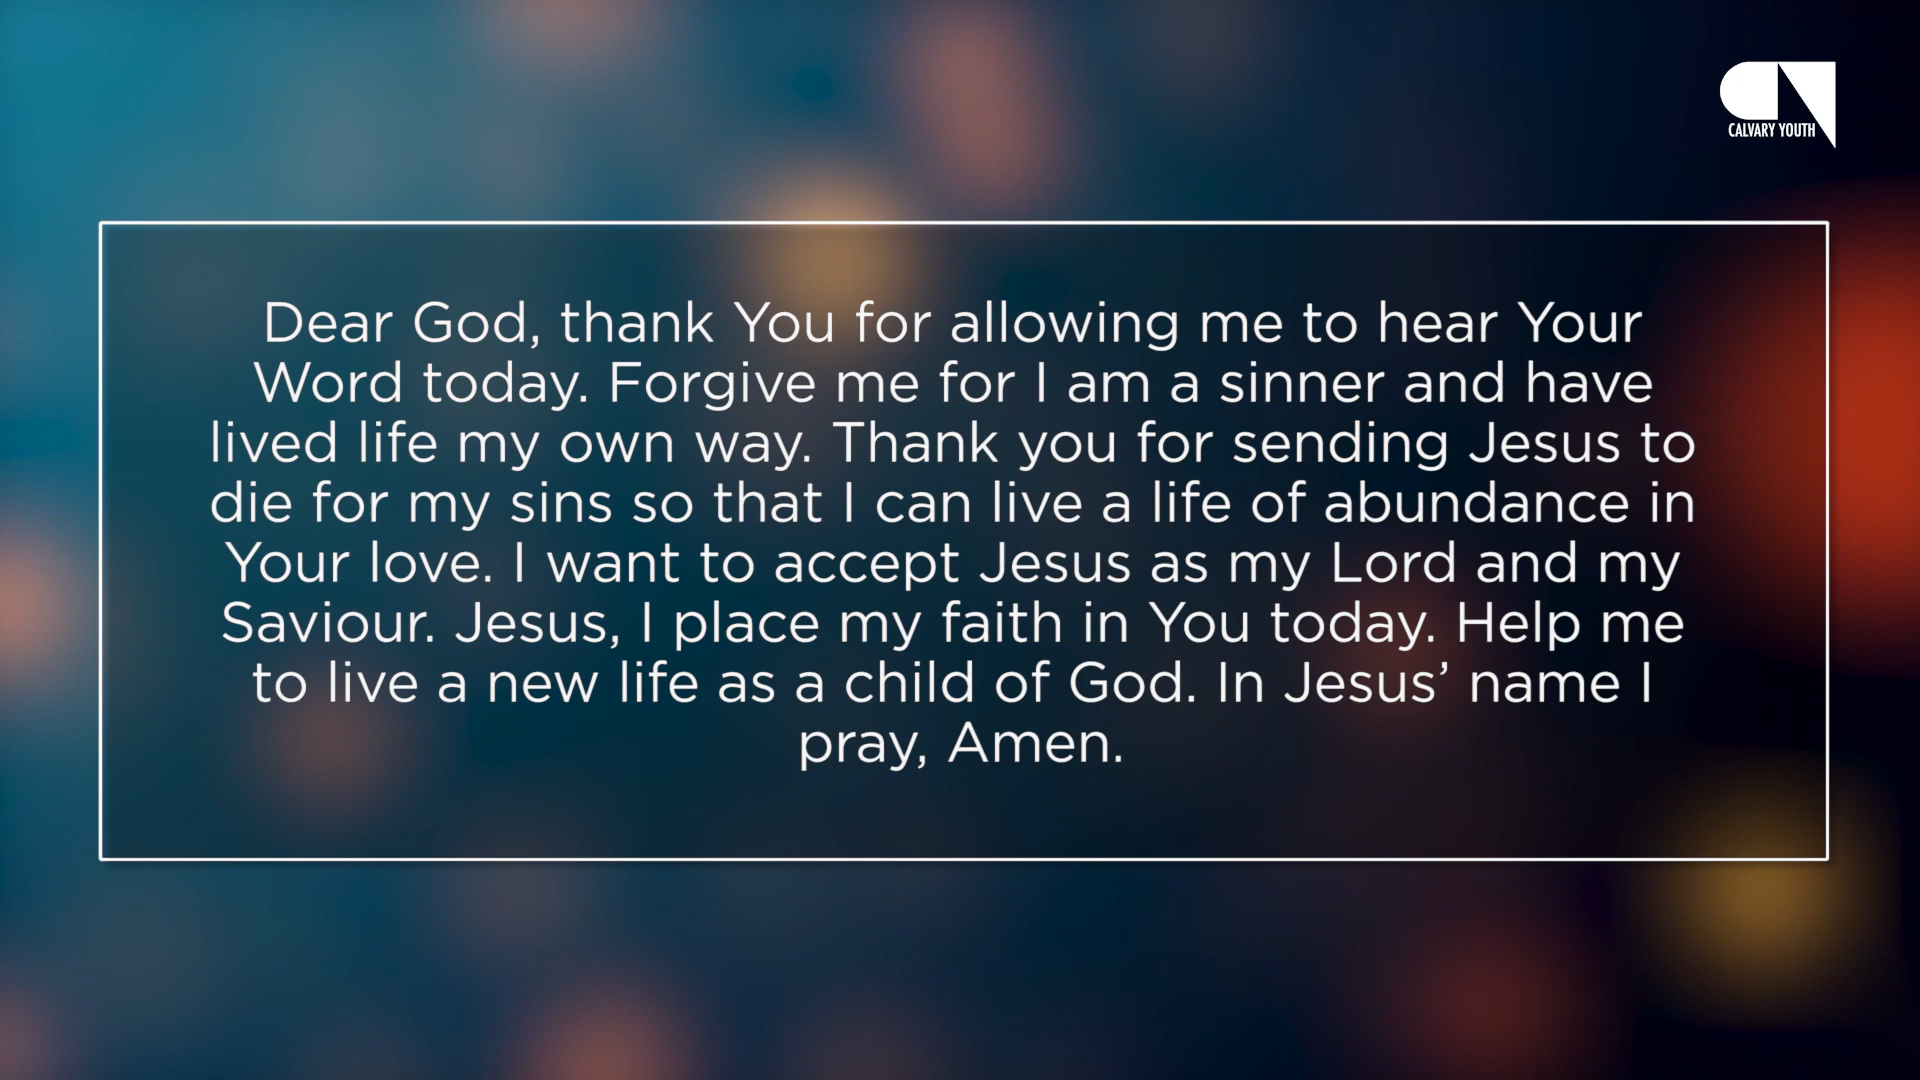 CALVARY YOUTH
Dear God, thank You for allowing me to hear Your
Word today. Forgive me for I am a sinner and have
lived life my own way. Thank you for sending Jesus to
die for my sins so that I can live a life of abundance in
Your love. I want to accept Jesus as my Lord and my
Saviour. Jesus, I place my faith in You today. Help me
to live a new life as a child of God. In Jesus’ name I
pray, Amen.